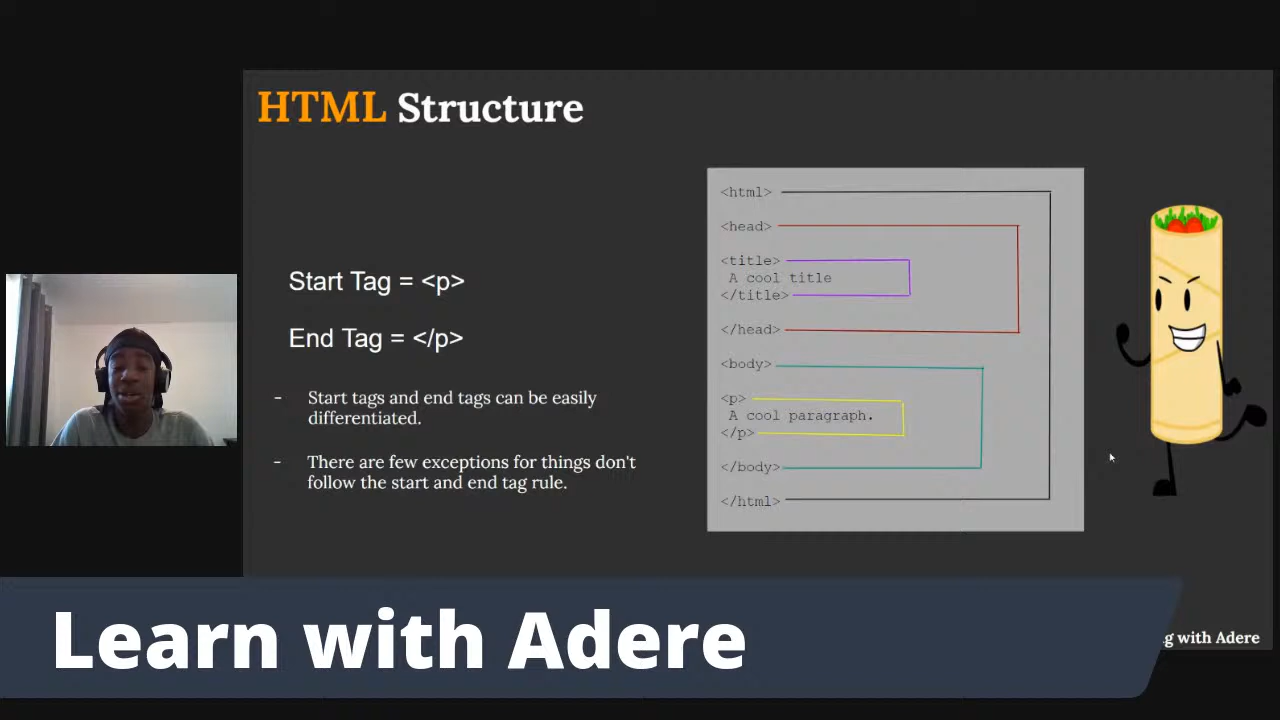 HTML Structure
Start Tag = <p>
End Tag = </p>
- Start tags and end tags can be easily
differentiated.
- There are few exceptions for things don't
follow the start and end tag rule.
<html>
<head>
<title>
A cool title
</title>
</head>
<body>
<p>
A cool paragraph.
</p>
</body>
</html>
Learn with Adere
with Adere